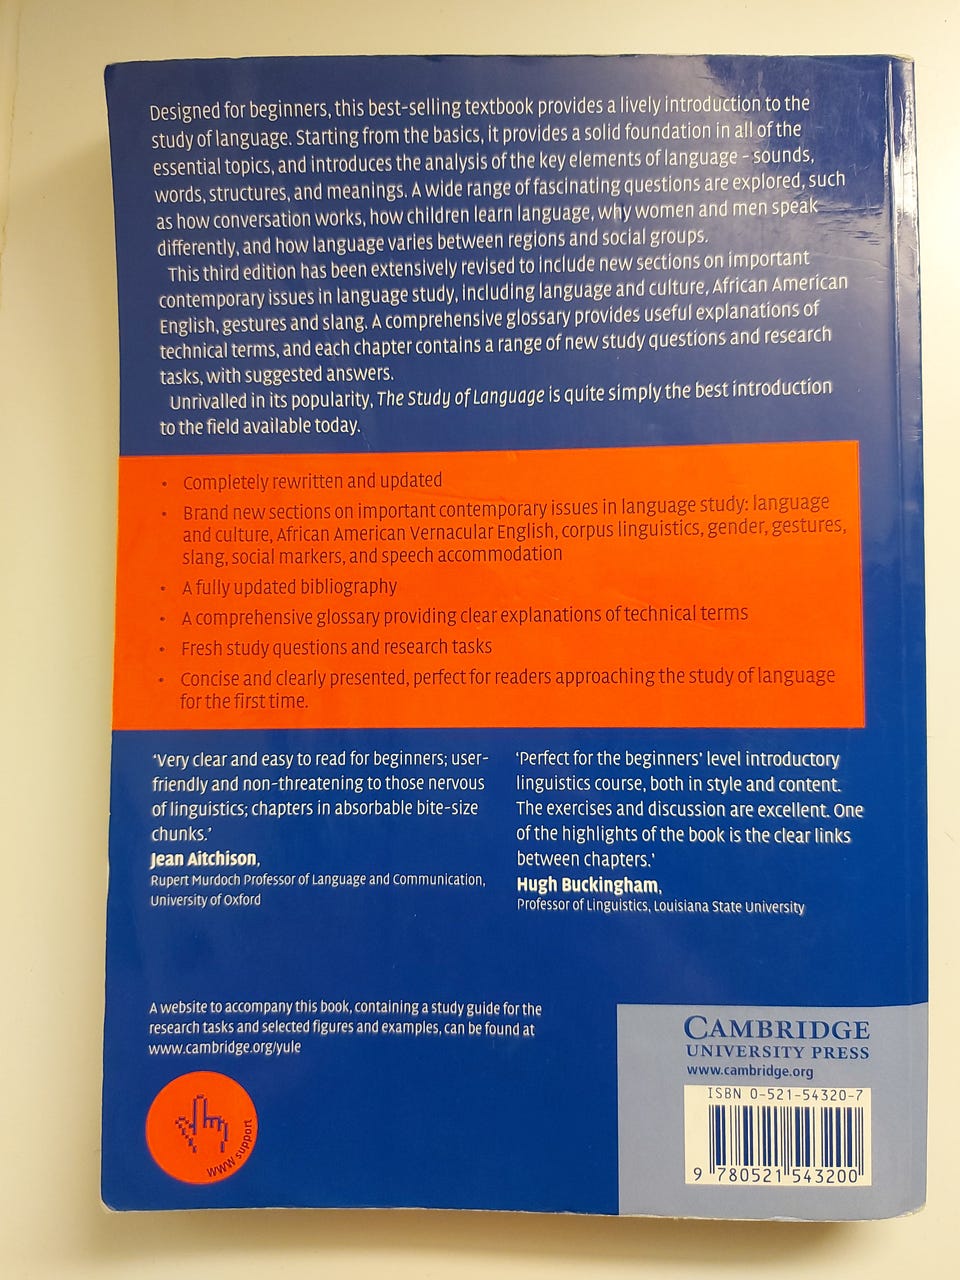 Designed for beginners, this best-selling textbook provides a lively introduction to the
study of language. Starting from the basics, it provides a solid foundation in all of the
essential topics, and introduces the analysis of the key elements of language - sounds,
words, structures, and meanings. A wide range of fascinating questions are explored, such
as how conversation works, how children learn language, why women and men speak
differently, and how language varies between regions and social groups.
This third edition has been extensively revised to include new sections on important
contemporary issues in language study, including language and culture, African American
English, gestures and slang. A comprehensive glossary provides useful explanations of
technical terms, and each chapter contains a range of new study questions and research
tasks, with suggested answers.
Unrivalled in its popularity, The Study of Language is quite simply the best introduction
to the field available today.
• Completely rewritten and updated
• Brand new sections on important contemporary issues in language study: language
and culture, African American Vernacular English, corpus linguistics, gender, gestures,
slang, social markers, and speech accommodation
• A fully updated bibliography
• A comprehensive glossary providing clear explanations of technical terms
• Fresh study questions and research tasks
• Concise and clearly presented, perfect for readers approaching the study of language
for the first time.
‘Very clear and easy to read for beginners; user-
friendly and non-threatening to those nervous
of linguistics; chapters in absorbable bite-size
chunks.’
Jean Aitchison,
Rupert Murdoch Professor of Language and Communication,
University of Oxford
‘Perfect for the beginners’ level introductory
linguistics course, both in style and content.
The exercises and discussion are excellent. One
of the highlights of the book is the clear links
between chapters.’
Hugh Buckingham,
Professor of Linguistics, Louisiana State University
A website to accompany this book, containing a study guide for the
research tasks and selected figures and examples, can be found at
www.cambridge.org/yule
www support
CAMBRIDGE
UNIVERSITY PRESS
www.cambridge.org
ISBN 0-521-54320-7
9 780521 543200